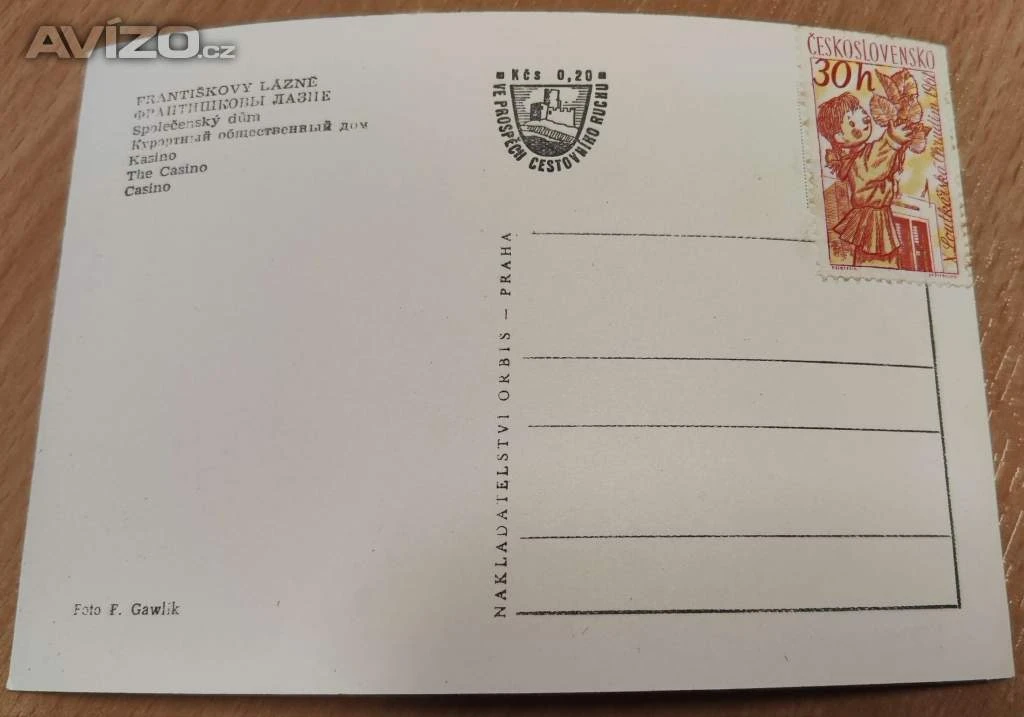 AVÍZO.cz
FRANTIŠKOVY LÁZNĚ
ФРАНТИШКОВЫ ЛАЗНЕ
Společenský dům
Курортный общественный дом
Kasino
The Casino
Casino
Kčs 0,20
VE PROSPĚCH CESTOVNÍHO RUCHU
ČESKOSLOVENSKO
30h
NAKLADATELSTVÍ ORBIS – PRAHA
Foto F. Gawlik